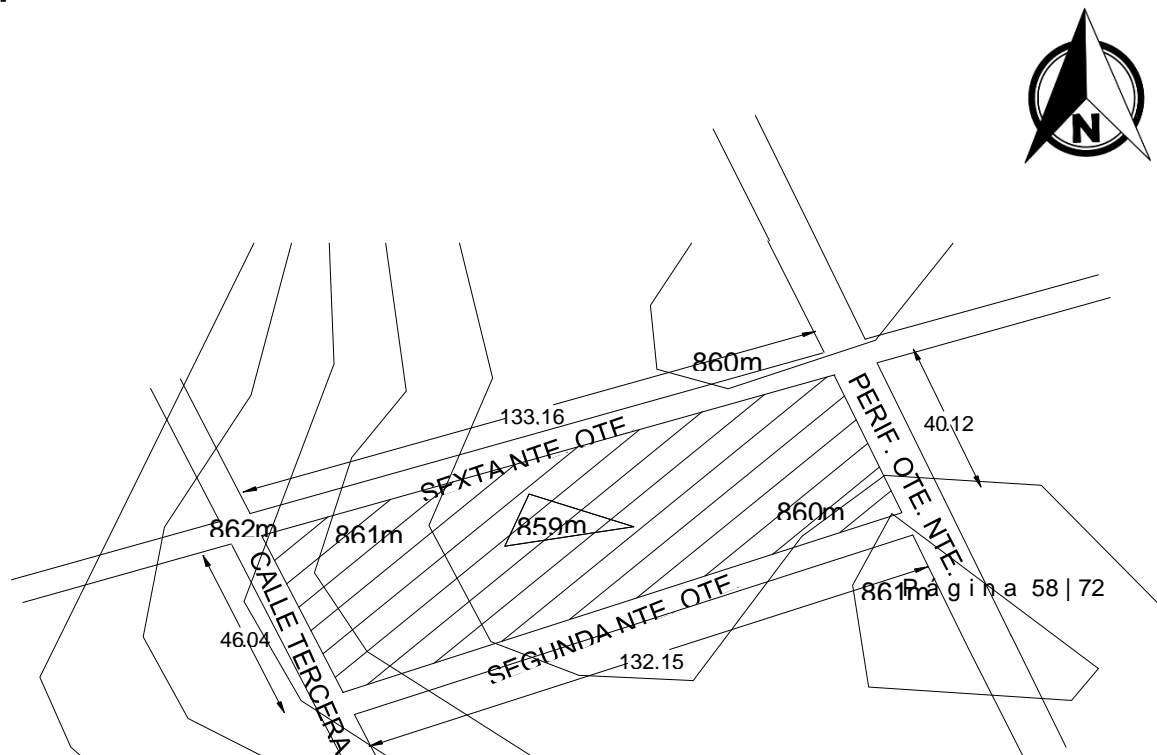 N
860m
133.16
SEXTA NTE. OTE.
PERIF. OTE. NTE.
40.12
862m
861m
859m
860m
CALLE TERCERA
46.04
861m
Página 58 | 72
SEGUNDA NTE. OTE.
132.15